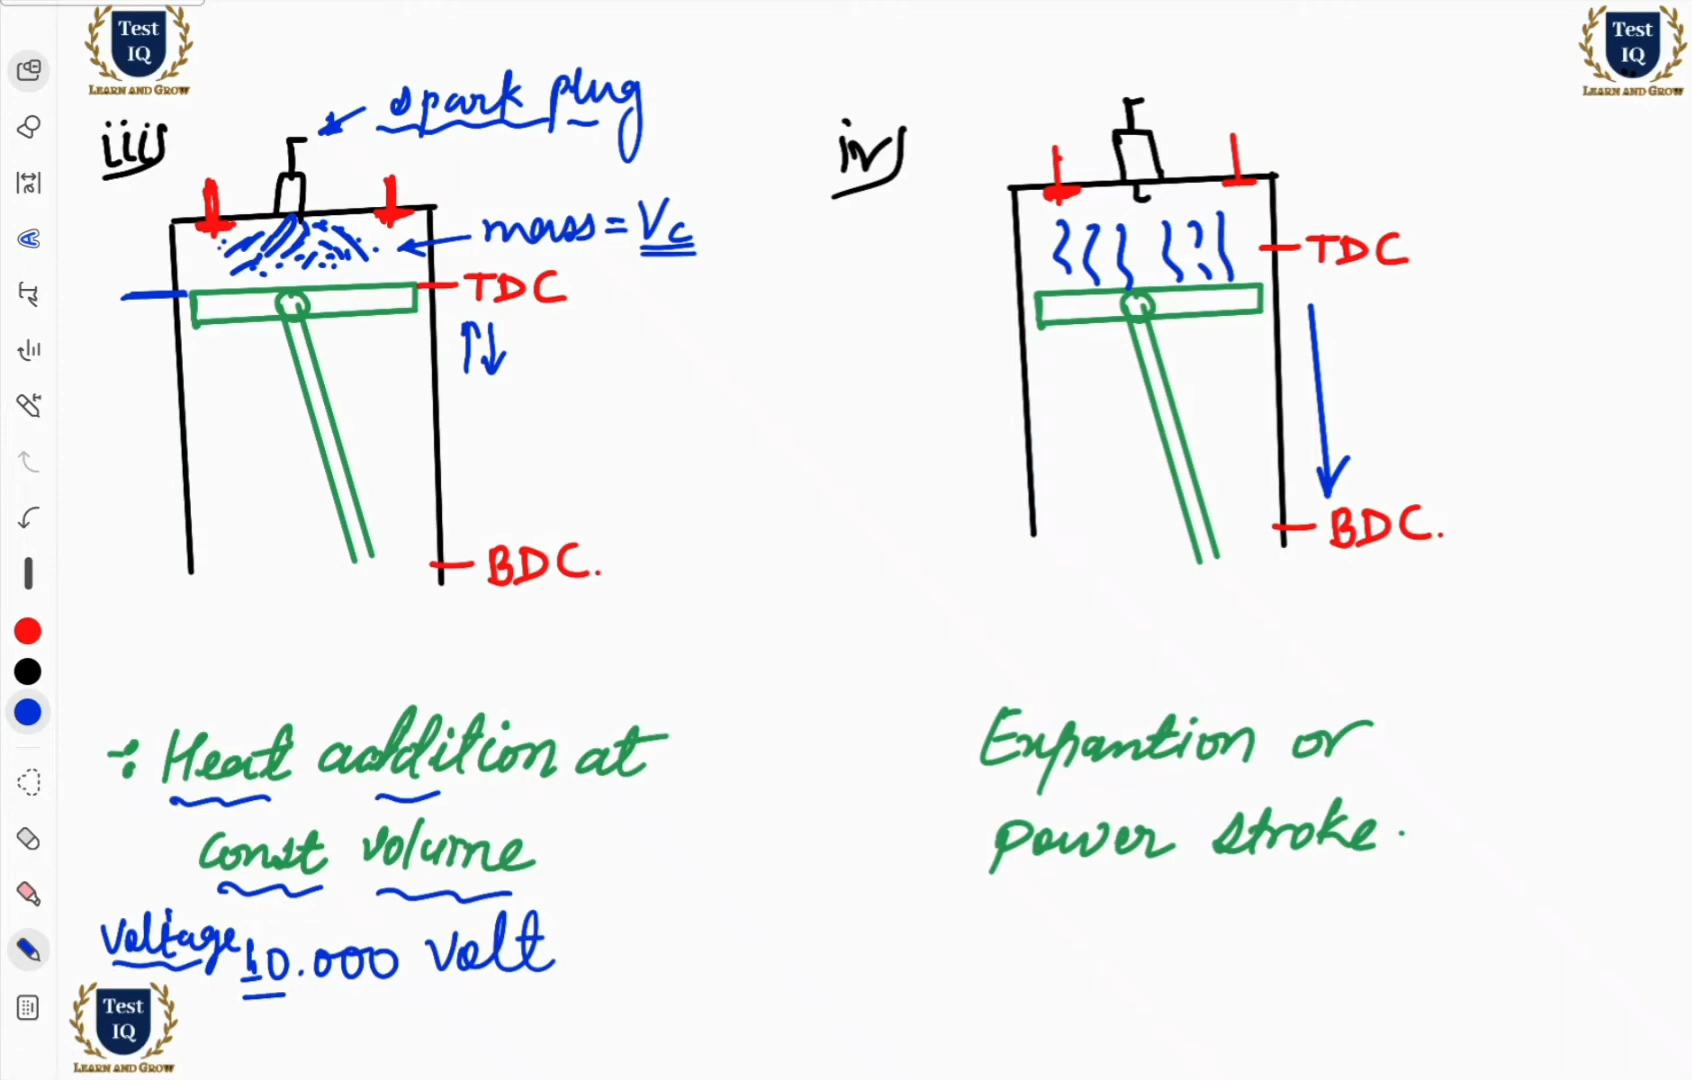 Test
IQ
LEARN AND GROW
Test
IQ
LEARN AND GROW
iii)
spark plug
mass = Vc
TDC
BDC.
÷ Heat addition at
const volume
Voltage 10.000 Volt
iv)
TDC
BDC.
Expantion or
power stroke.
Test
IQ
LEARN AND GROW